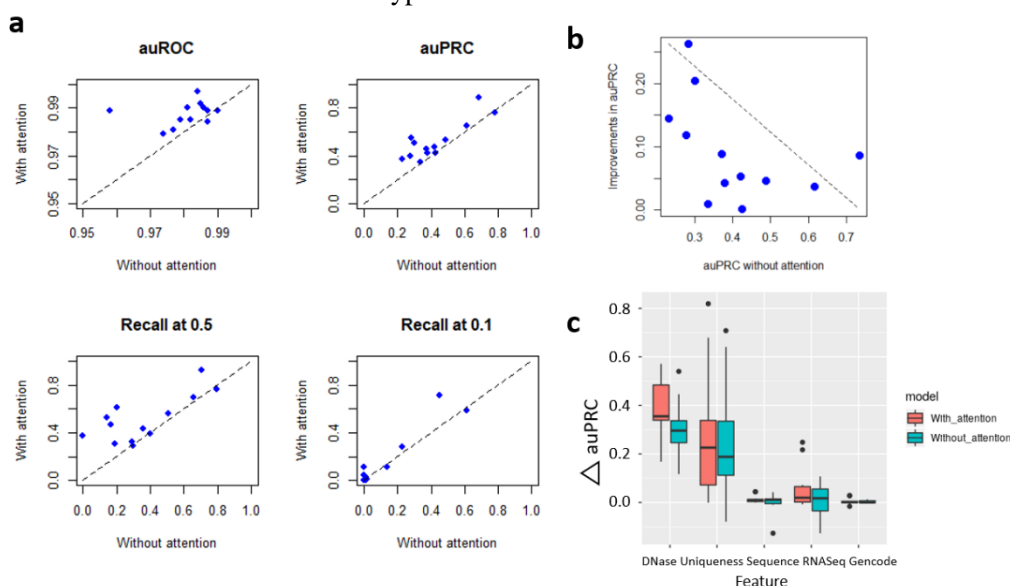 yp
a
auROC
With attention
0.95
0.97
0.99
0.95
0.97
0.99
Without attention
auPRC
With attention
0.0
0.4
0.8
0.0
0.2
0.4
0.6
0.8
1.0
Without attention
b
Improvements in auPRC
0.00
0.10
0.20
0.3
0.4
0.5
0.6
0.7
auPRC without attention
Recall at 0.5
With attention
0.0
0.4
0.8
0.0
0.2
0.4
0.6
0.8
1.0
Without attention
Recall at 0.1
With attention
0.0
0.4
0.8
0.0
0.2
0.4
0.6
0.8
1.0
Without attention
c
△ auPRC
0.8
0.6
0.4
0.2
0.0
DNase Uniqueness Sequence RNASeq Gencode
Feature
model
With_attention
Without_attention